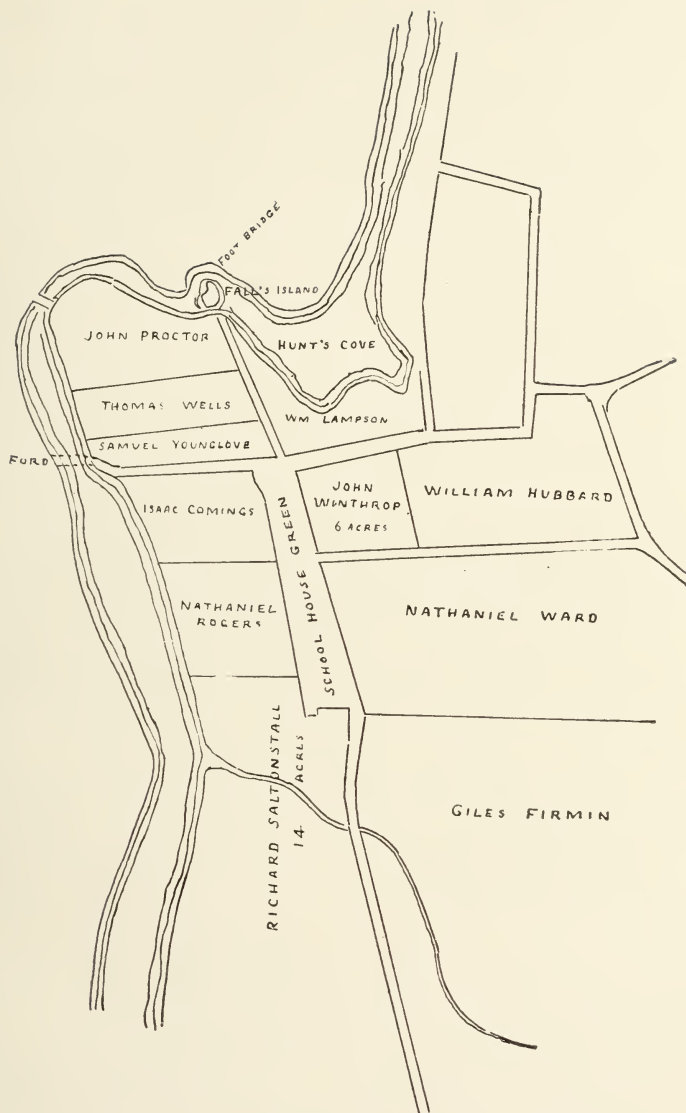 FOOT BRIDGE
FALL'S ISLAND
JOHN PROCTOR
HUNT'S COVE
THOMAS WELLS
WM LAMPSON
SAMUEL YOUNGLOVE
FORD
ISAAC COMINGS
JOHN
WINTHROP
6 ACRES
WILLIAM HUBBARD
SCHOOL HOUSE GREEN
NATHANIEL
ROGERS
NATHANIEL WARD
RICHARD SALTONSTALL
14 ACRES
GILES FIRMIN